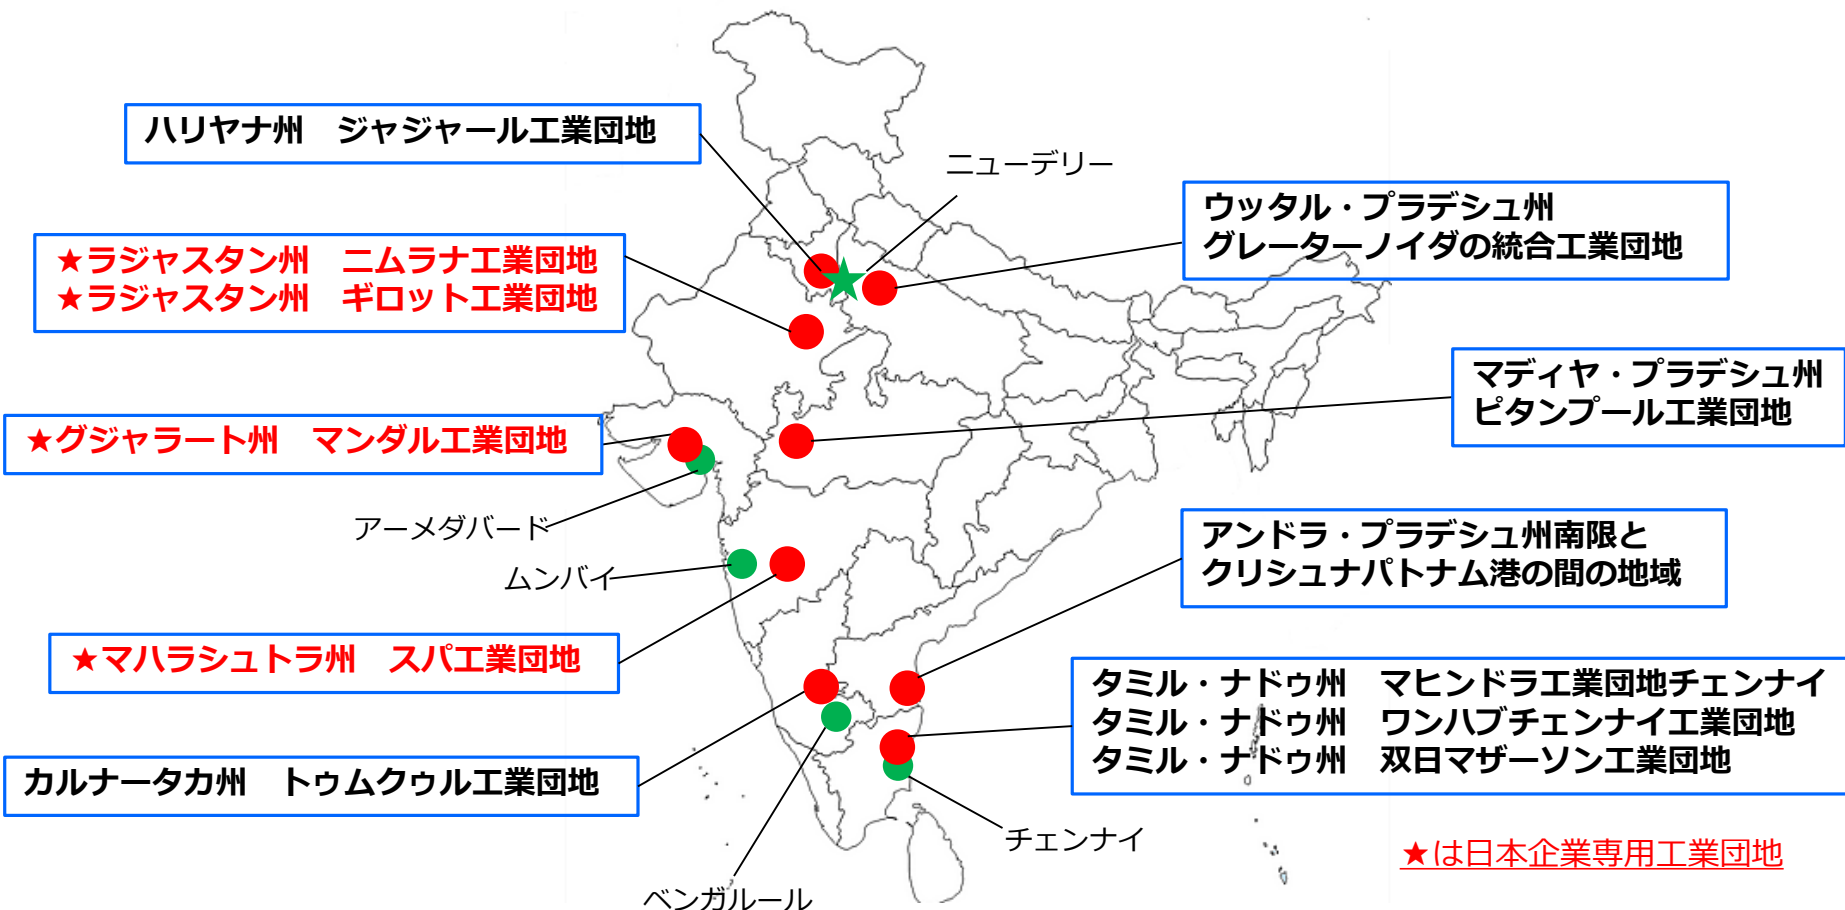 ハリヤナ州　ジャジャール工業団地
ニューデリー
ウッタル・プラデシュ州
グレーターノイダの統合工業団地
★ラジャスタン州　ニムラナ工業団地
★ラジャスタン州　ギロット工業団地
マディヤ・プラデシュ州
ピタンプール工業団地
★グジャラート州　マンダル工業団地
アーメダバード
アンドラ・プラデシュ州南限と
クリシュナパトナム港の間の地域
ムンバイ
★マハラシュトラ州　スパ工業団地
タミル・ナドゥ州　マヒンドラ工業団地チェンナイ
タミル・ナドゥ州　ワンハブチェンナイ工業団地
タミル・ナドゥ州　双日マザーソン工業団地
カルナータカ州　トゥムクゥル工業団地
チェンナイ
★は日本企業専用工業団地
ベンガルール